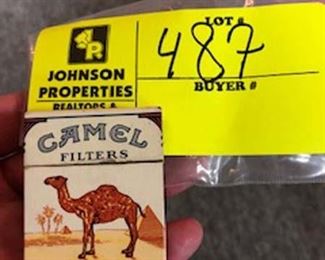 LOT #
487
JOHNSON
PROPERTIES
REALTORS &
BUYER #
CAMEL
FILTERS